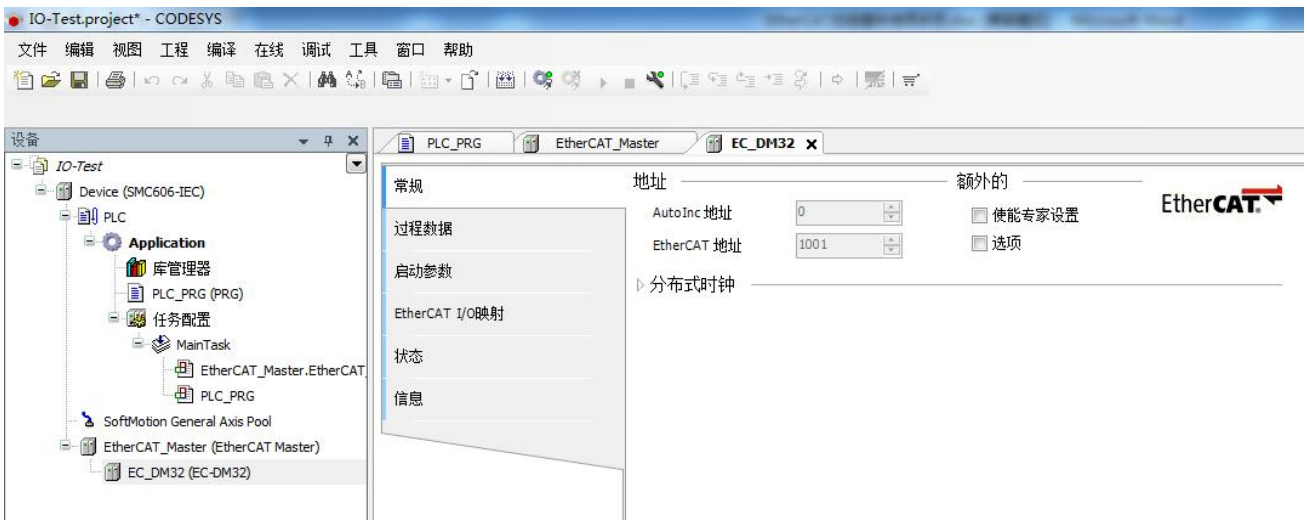 IO-Test.project* - CODESYS
文件 编辑 视图 工程 编译 在线 调试 工具 窗口 帮助
设备
IO-Test
Device (SMC606-IEC)
PLC
Application
库管理器
PLC_PRG (PRG)
任务配置
MainTask
EtherCAT_Master.EtherCAT_
PLC_PRG
SoftMotion General Axis Pool
EtherCAT_Master (EtherCAT Master)
EC_DM32 (EC-DM32)
PLC_PRG EtherCAT_Master EC_DM32
常规
过程数据
启动参数
EtherCAT I/O映射
状态
信息
地址
AutoInc 地址 0
EtherCAT 地址 1001
分布式时钟
额外的
使能专家设置
选项
EtherCAT.